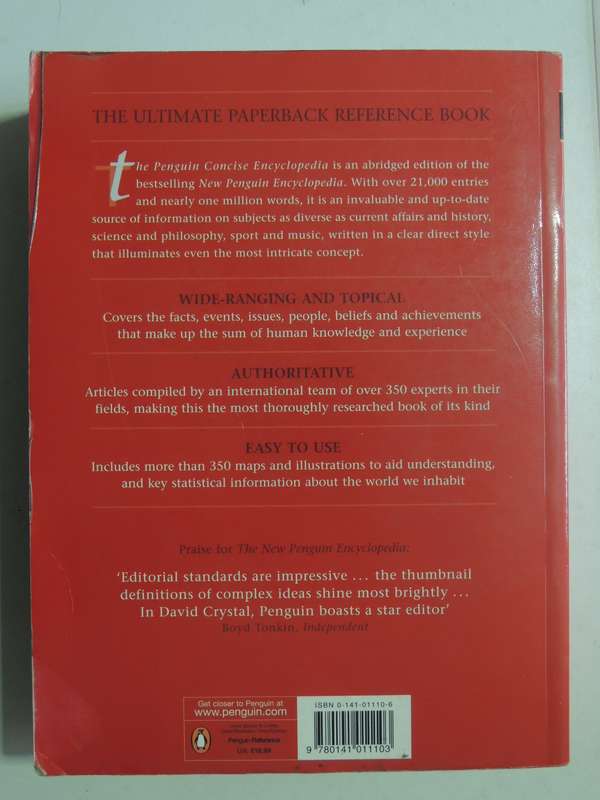 THE ULTIMATE PAPERBACK REFERENCE BOOK
the Penguin Concise Encyclopedia is an abridged edition of the
bestselling New Penguin Encyclopedia. With over 21,000 entries
and nearly one million words, it is an invaluable and up-to-date
source of information on subjects as diverse as current affairs and history,
science and philosophy, sport and music, written in a clear direct style
that illuminates even the most intricate concept.
WIDE-RANGING AND TOPICAL
Covers the facts, events, issues, people, beliefs and achievements
that make up the sum of human knowledge and experience
AUTHORITATIVE
Articles compiled by an international team of over 350 experts in their
fields, making this the most thoroughly researched book of its kind
EASY TO USE
Includes more than 350 maps and illustrations to aid understanding,
and key statistical information about the world we inhabit
Praise for The New Penguin Encyclopedia:
‘Editorial standards are impressive ... the thumbnail
definitions of complex ideas shine most brightly ...
In David Crystal, Penguin boasts a star editor’
Boyd Tonkin, Independent
Get closer to Penguin at
www.penguin.com
Penguin Reference
U.K. £16.99
ISBN 0-141-01110-6
9 780141 011103